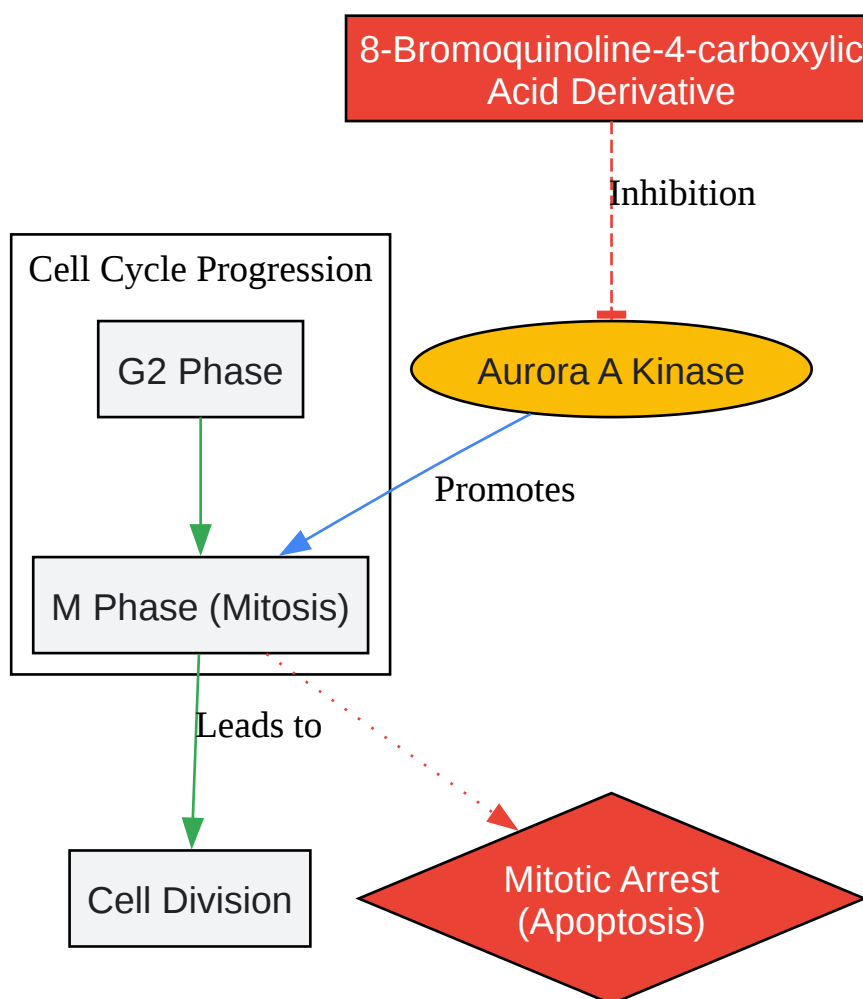 8-Bromoquinoline-4-carboxylic
Acid Derivative
Inhibition
Cell Cycle Progression
G2 Phase
Aurora A Kinase
Promotes
M Phase (Mitosis)
Leads to
Mitotic Arrest
(Apoptosis)
Cell Division